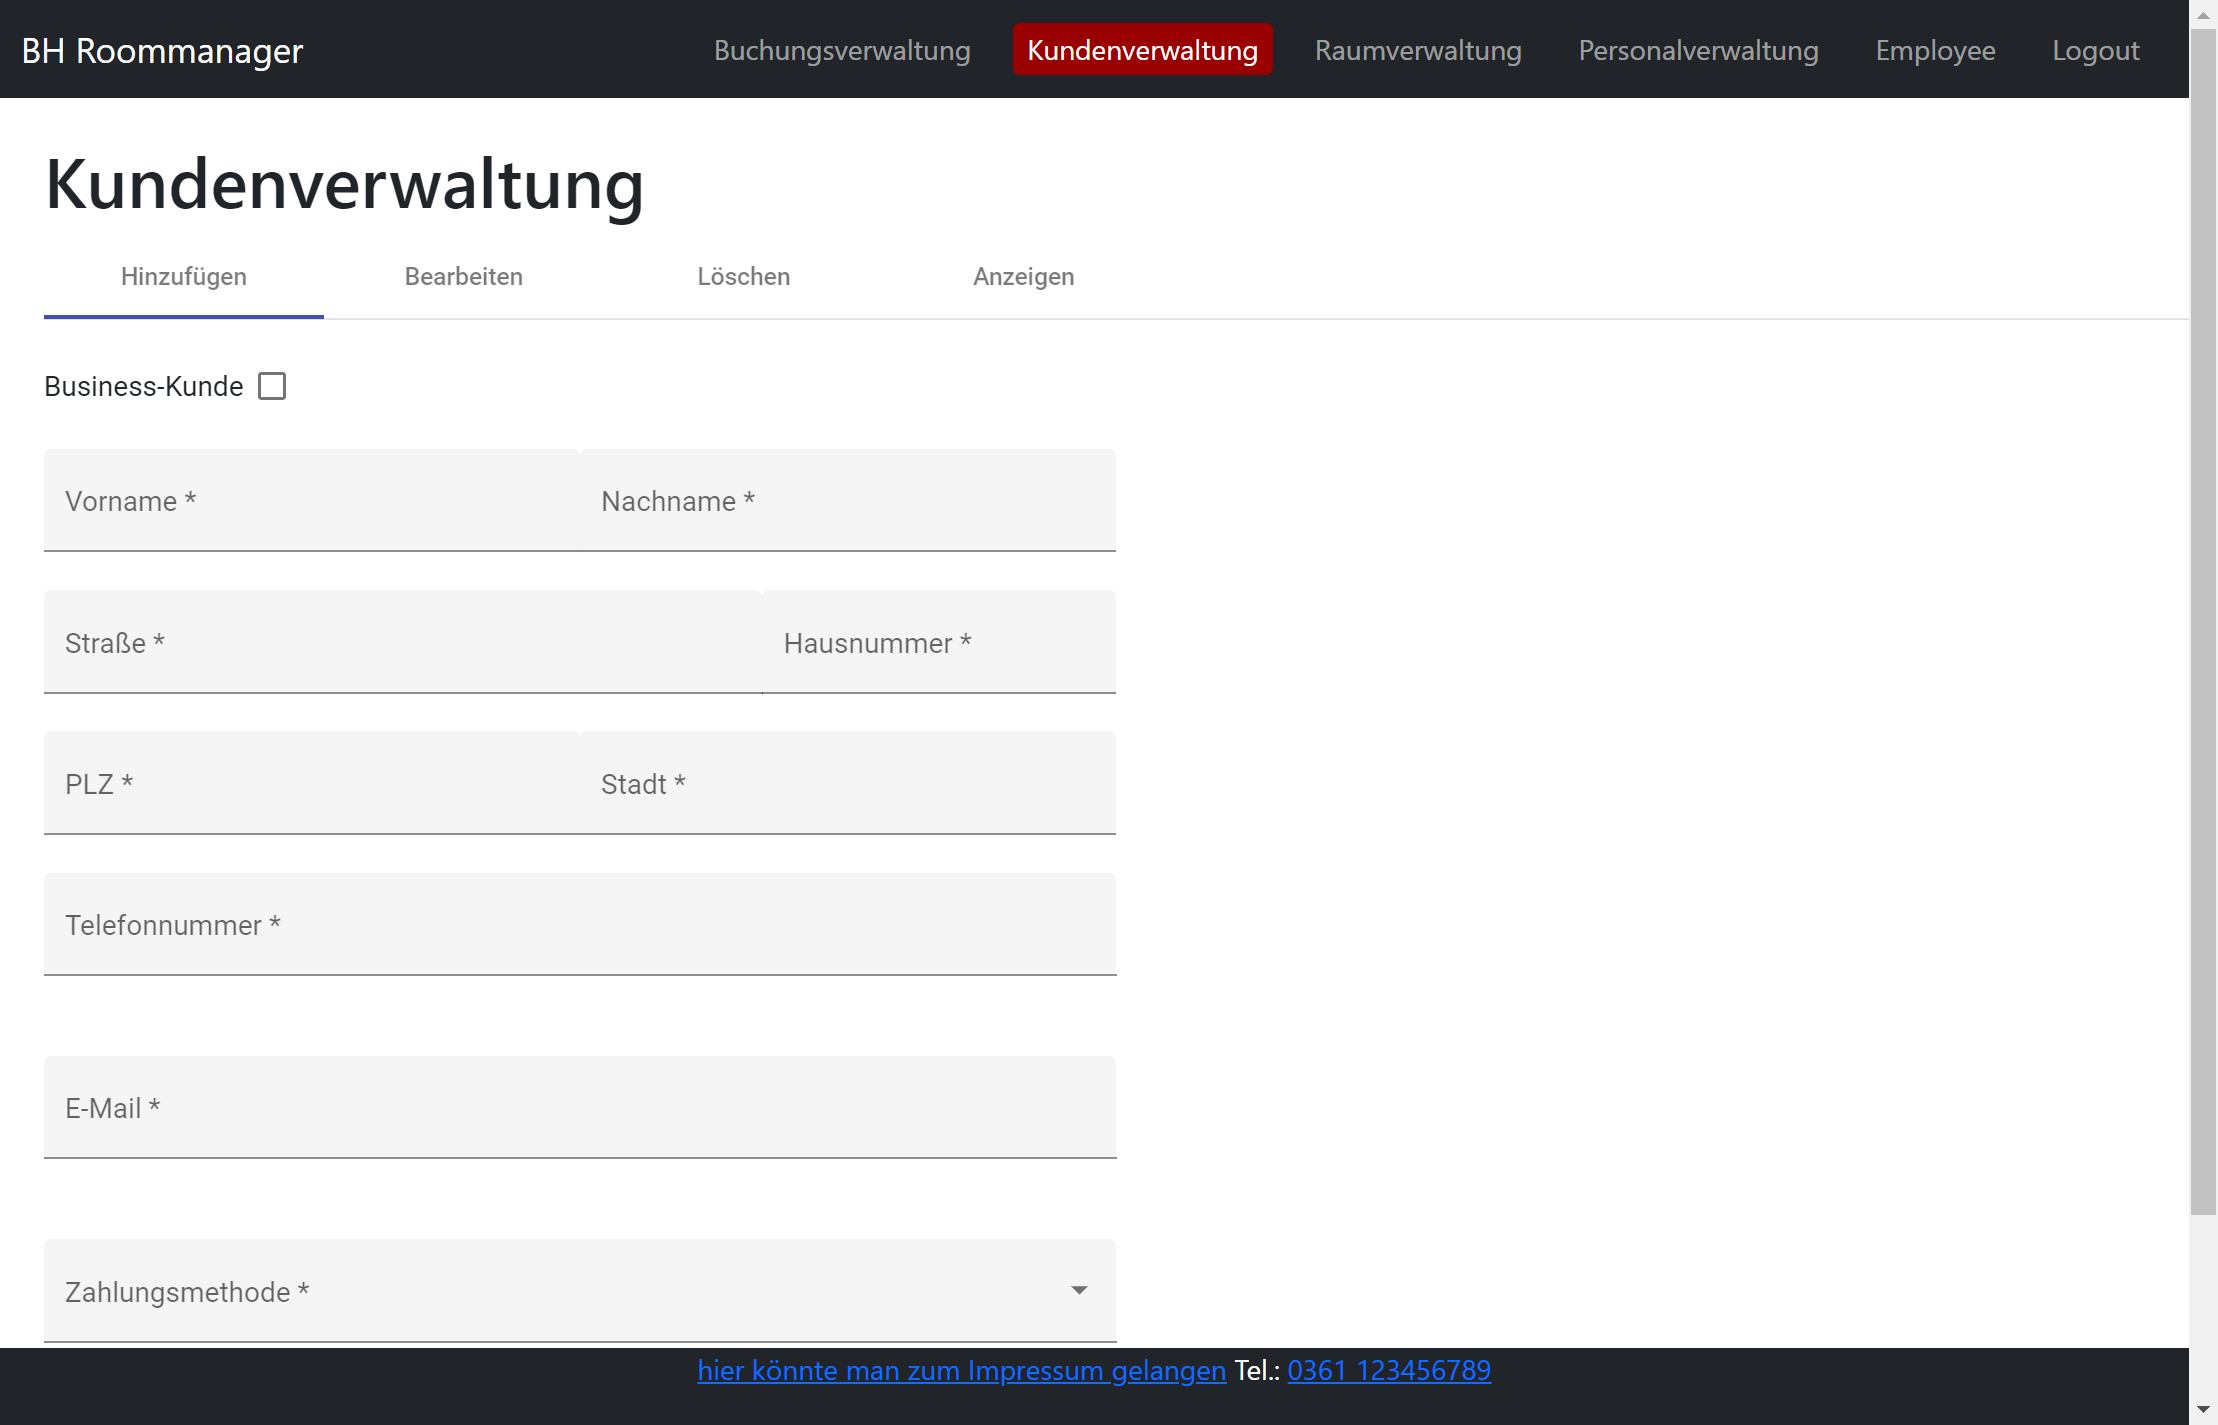 BH Roommanager Buchungsverwaltung Kundenverwaltung Raumverwaltung Personalverwaltung Employee Logout
Kundenverwaltung
Hinzufügen Bearbeiten Löschen Anzeigen
Business-Kunde
Vorname * Nachname *
Straße * Hausnummer *
PLZ * Stadt *
Telefonnummer *
E-Mail *
Zahlungsmethode *
hier könnte man zum Impressum gelangen Tel.: 0361 123456789